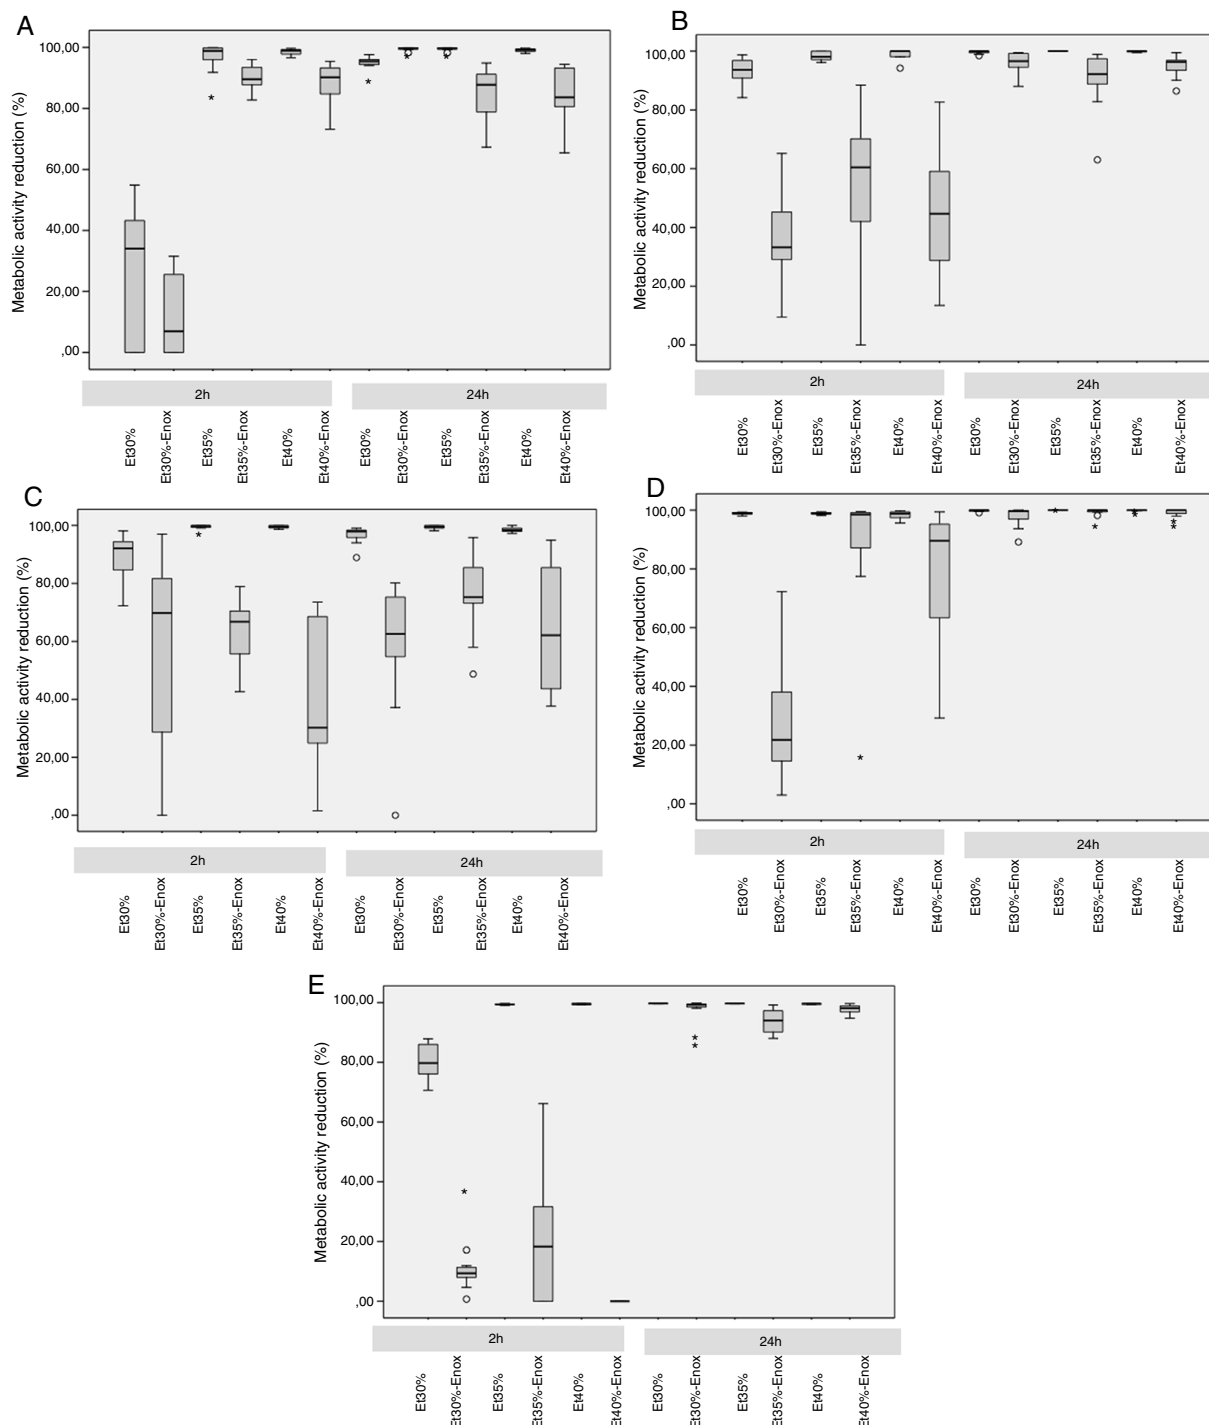 A
Metabolic activity reduction (%)
100,00
80,00
60,00
40,00
20,00
,00
2h
24h
Et30%
Et30%-Enox
Et35%
Et35%-Enox
Et40%
Et40%-Enox
Et30%
Et30%-Enox
Et35%
Et35%-Enox
Et40%
Et40%-Enox
B
Metabolic activity reduction (%)
100,00
80,00
60,00
40,00
20,00
,00
2h
24h
Et30%
Et30%-Enox
Et35%
Et35%-Enox
Et40%
Et40%-Enox
Et30%
Et30%-Enox
Et35%
Et35%-Enox
Et40%
Et40%-Enox
C
Metabolic activity reduction (%)
100,00
80,00
60,00
40,00
20,00
,00
2h
24h
Et30%
Et30%-Enox
Et35%
Et35%-Enox
Et40%
Et40%-Enox
Et30%
Et30%-Enox
Et35%
Et35%-Enox
Et40%
Et40%-Enox
D
Metabolic activity reduction (%)
100,00
80,00
60,00
40,00
20,00
,00
2h
24h
Et30%
Et30%-Enox
Et35%
Et35%-Enox
Et40%
Et40%-Enox
Et30%
Et30%-Enox
Et35%
Et35%-Enox
Et40%
Et40%-Enox
E
Metabolic activity reduction (%)
100,00
80,00
60,00
40,00
20,00
,00
2h
24h
Et30%
Et30%-Enox
Et35%
Et35%-Enox
Et40%
Et40%-Enox
Et30%
Et30%-Enox
Et35%
Et35%-Enox
Et40%
Et40%-Enox